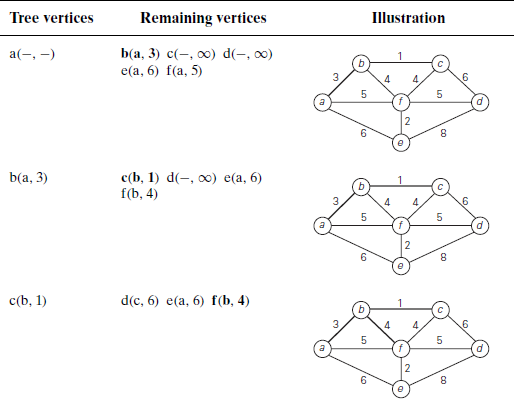 Tree vertices Remaining vertices Illustration
a(−, −) b(a, 3) c(−, ∞) d(−, ∞)
e(a, 6) f(a, 5)
1
b c
3 4 4 6
5 5
a f d
2
6 8
e
b(a, 3) c(b, 1) d(−, ∞) e(a, 6)
f(b, 4)
1
b c
3 4 4 6
5 5
a f d
2
6 8
e
c(b, 1) d(c, 6) e(a, 6) f(b, 4)
1
b c
3 4 4 6
5 5
a f d
2
6 8
e